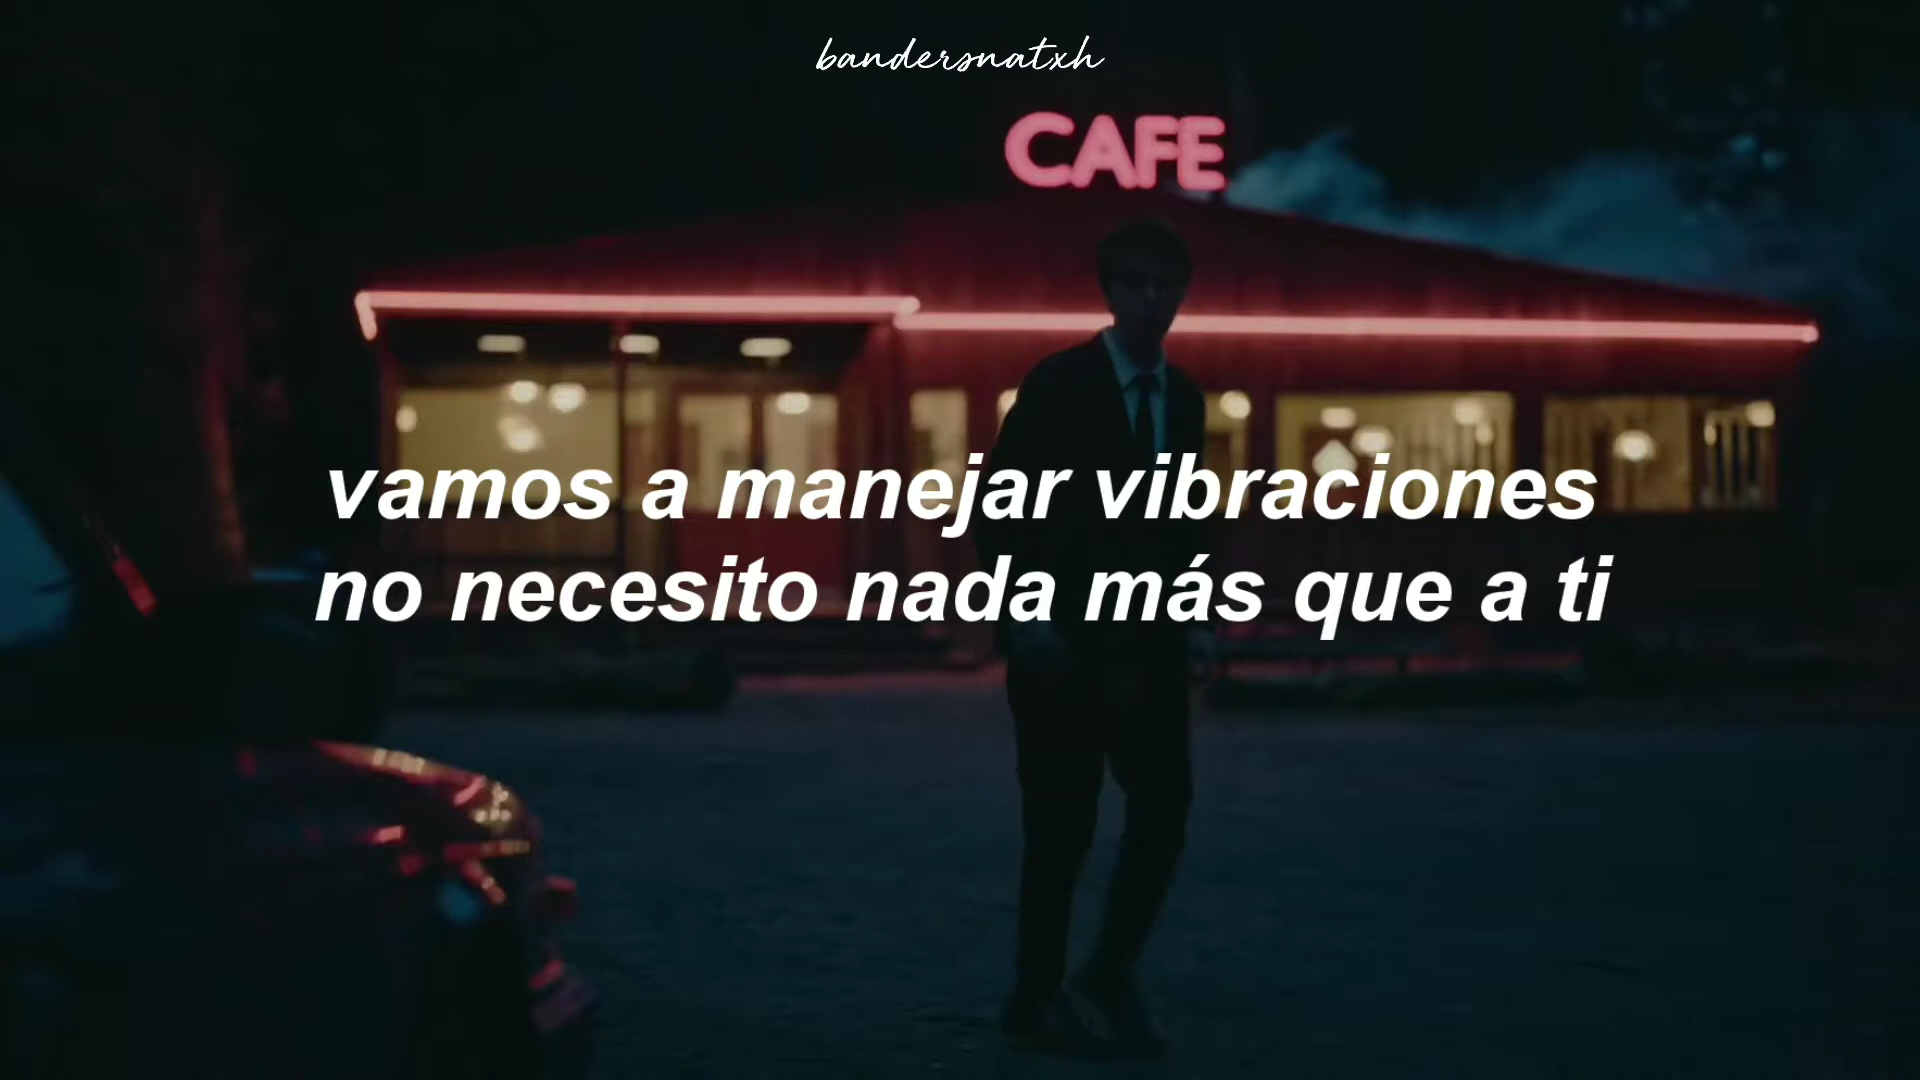 bandersnatxh
CAFE
vamos a manejar vibraciones
no necesito nada más que a ti